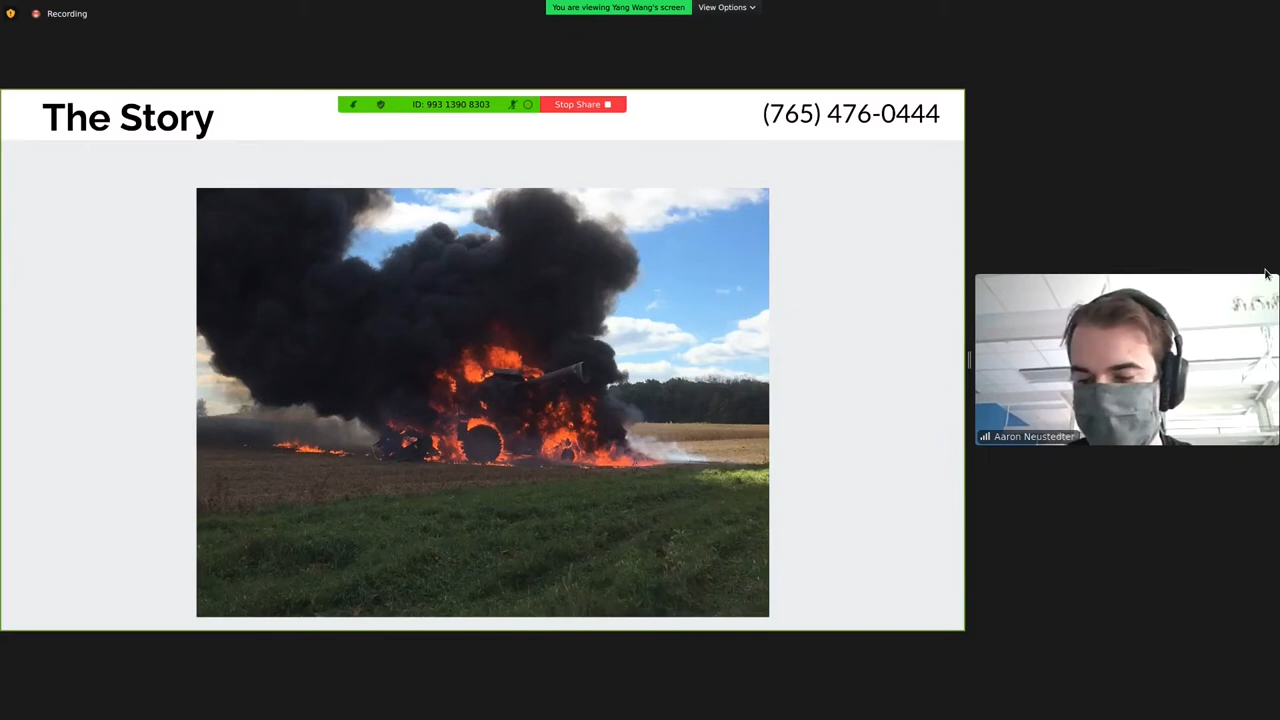 Recording
You are viewing Yang Wang's screen
View Options
The Story
ID: 993 1390 8303
Stop Share
(765) 476-0444
Aaron Neustedter